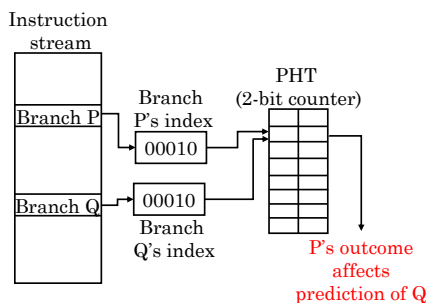 Instruction
stream
Branch P
Branch Q
Branch
P's index
00010
00010
Branch
Q's index
PHT
(2-bit counter)
P's outcome
affects
prediction of Q